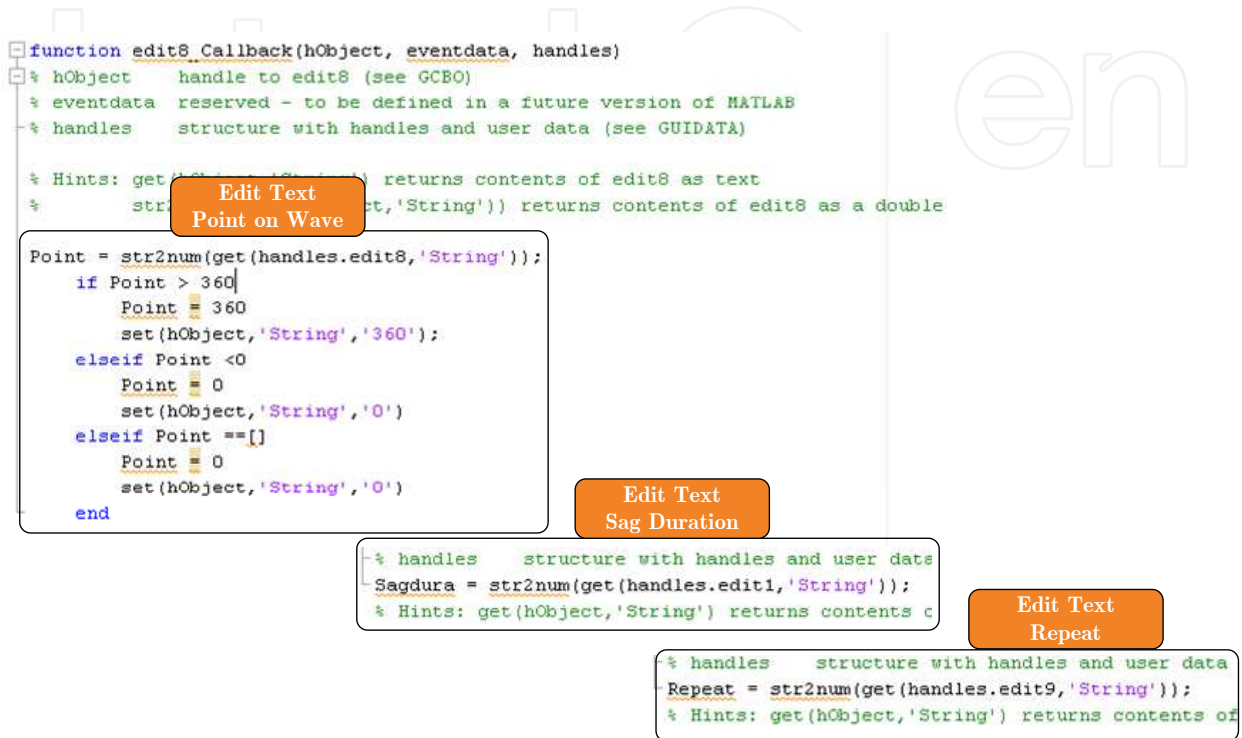 function edit8_Callback(hObject, eventdata, handles)
% hObject    handle to edit8 (see GCBO)
% eventdata  reserved - to be defined in a future version of MATLAB
% handles    structure with handles and user data (see GUIDATA)
% Hints: get(hObject,'String') returns contents of edit8 as text
Edit Text
Point on Wave
%        str ct,'String')) returns contents of edit8 as a double
Point = str2num(get(handles.edit8,'String'));
if Point > 360
Point = 360
set(hObject,'String','360');
elseif Point <0
Point = 0
set(hObject,'String','0')
elseif Point ==[]
Point = 0
set(hObject,'String','0')
end
Edit Text
Sag Duration
% handles    structure with handles and user data
Sagdura = str2num(get(handles.edit1,'String'));
% Hints: get(hObject,'String') returns contents
Edit Text
Repeat
% handles    structure with handles and user data
Repeat = str2num(get(handles.edit9,'String'));
% Hints: get(hObject,'String') returns contents of
en